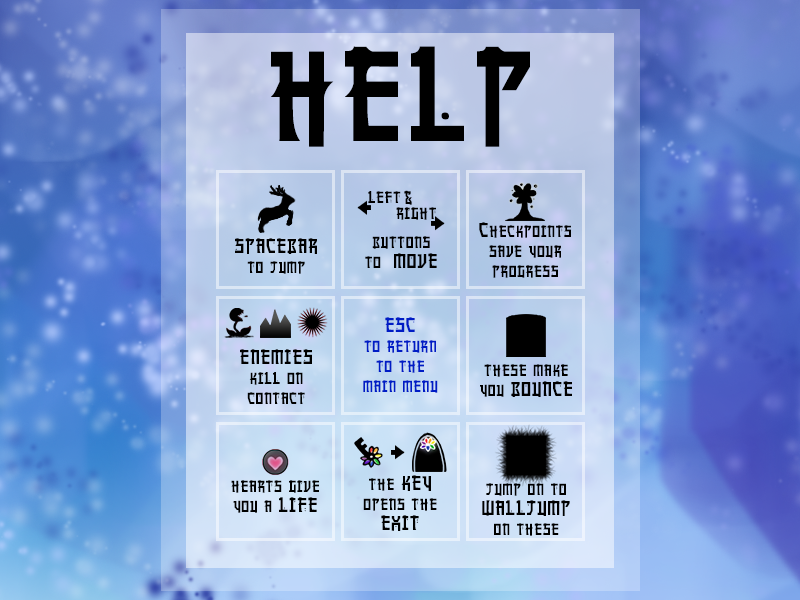 HELP
SPACEBAR
TO JUMP
LEFT &
RIGHT
BUTTONS
TO MOVE
CHECKPOINTS
SAVE YOUR
PROGRESS
ENEMIES
KILL ON
CONTACT
ESC
TO RETURN
TO THE
MAIN MENU
THESE MAKE
YOU BOUNCE
HEARTS GIVE
YOU A LIFE
THE KEY
OPENS THE
EXIT
JUMP ON TO
WALLJUMP
ON THESE